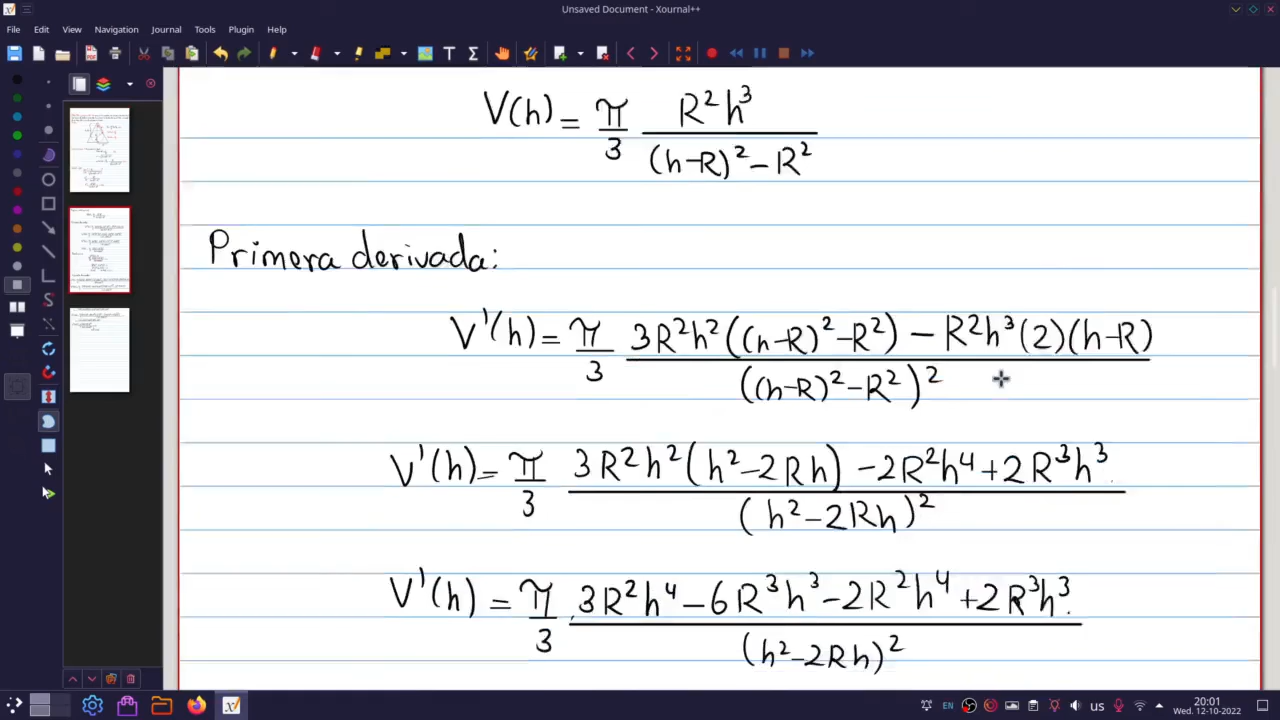 Unsaved Document - Xournal++
File Edit View Navigation Journal Tools Plugin Help
V(h) = π/3 R²h³/((h-R)²-R²)
Primera derivada:
V'(h) = π/3 (3R²h²((h-R)²-R²) - R²h³(2)(h-R))/((h-R)²-R²)²
V'(h) = π/3 (3R²h²(h²-2Rh) -2R²h⁴+2R³h³)/(h²-2Rh)²
V'(h) = π/3 (3R²h⁴-6R³h³-2R²h⁴+2R³h³)/(h²-2Rh)²
EN us 20:01
Wed. 12-10-2022